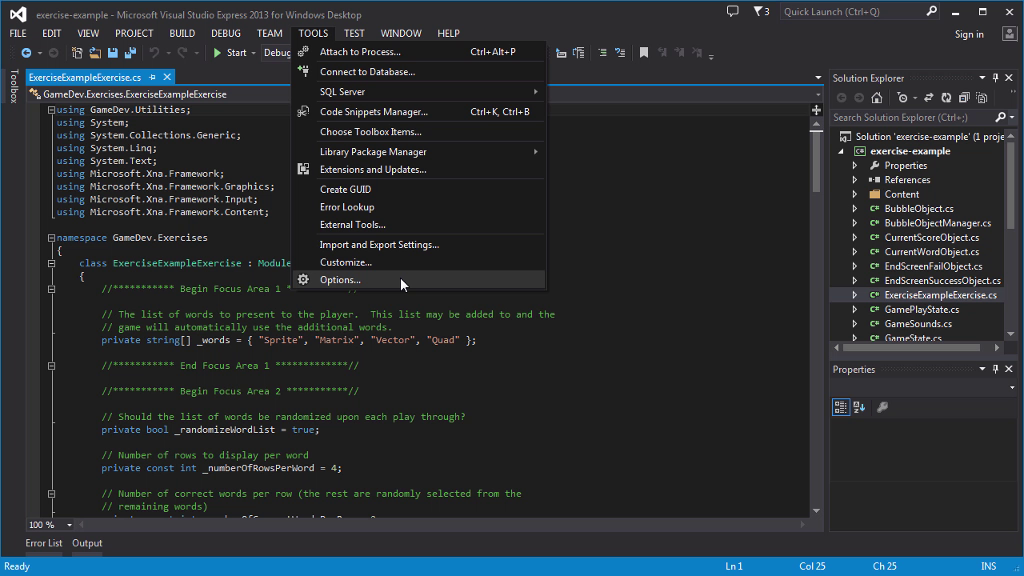 exercise-example - Microsoft Visual Studio Express 2013 for Windows Desktop
3
Quick Launch (Ctrl+Q)
FILE EDIT VIEW PROJECT BUILD DEBUG TEAM TOOLS TEST WINDOW HELP
Sign in
Start
Debug
Attach to Process... Ctrl+Alt+P
Connect to Database...
SQL Server
Code Snippets Manager... Ctrl+K, Ctrl+B
Choose Toolbox Items...
Library Package Manager
Extensions and Updates...
Create GUID
Error Lookup
External Tools...
Import and Export Settings...
Customize...
Options...
Toolbox
ExerciseExampleExercise.cs
GameDev.Exercises.ExerciseExampleExercise
using GameDev.Utilities;
using System;
using System.Collections.Generic;
using System.Linq;
using System.Text;
using Microsoft.Xna.Framework;
using Microsoft.Xna.Framework.Graphics;
using Microsoft.Xna.Framework.Input;
using Microsoft.Xna.Framework.Content;
namespace GameDev.Exercises
{
class ExerciseExampleExercise : Module
{
//*********** Begin Focus Area 1 *
// The list of words to present to the player. This list may be added to and the
// game will automatically use the additional words.
private string[] _words = { "Sprite", "Matrix", "Vector", "Quad" };
//*********** End Focus Area 1 *************//
//*********** Begin Focus Area 2 ***********//
// Should the list of words be randomized upon each play through?
private bool _randomizeWordList = true;
// Number of rows to display per word
private const int _numberOfRowsPerWord = 4;
// Number of correct words per row (the rest are randomly selected from the
// remaining words)
100 %
Error List Output
Solution Explorer
Search Solution Explorer (Ctrl+;)
Solution 'exercise-example' (1 proje
exercise-example
Properties
References
Content
BubbleObject.cs
BubbleObjectManager.cs
CurrentScoreObject.cs
CurrentWordObject.cs
EndScreenFailObject.cs
EndScreenSuccessObject.cs
ExerciseExampleExercise.cs
GamePlayState.cs
GameSounds.cs
GameState.cs
Properties
Ready Ln 1 Col 25 Ch 25 INS